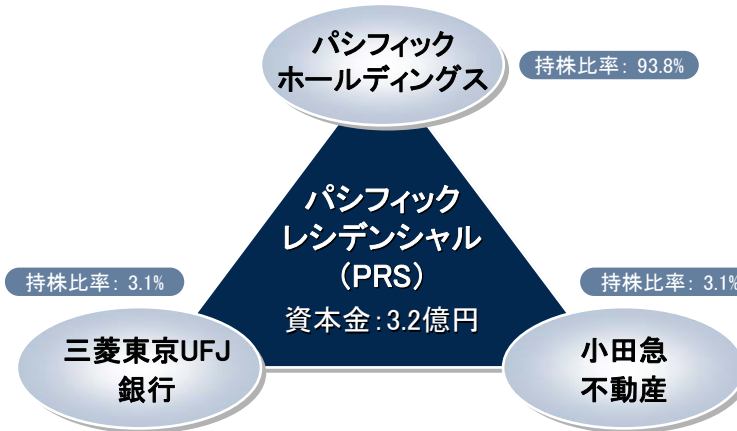 パシフィック
ホールディングス
持株比率：93.8%
パシフィック
レシデンシャル
（PRS）
資本金：3.2億円
持株比率：3.1%
持株比率：3.1%
三菱東京UFJ
銀行
小田急
不動産